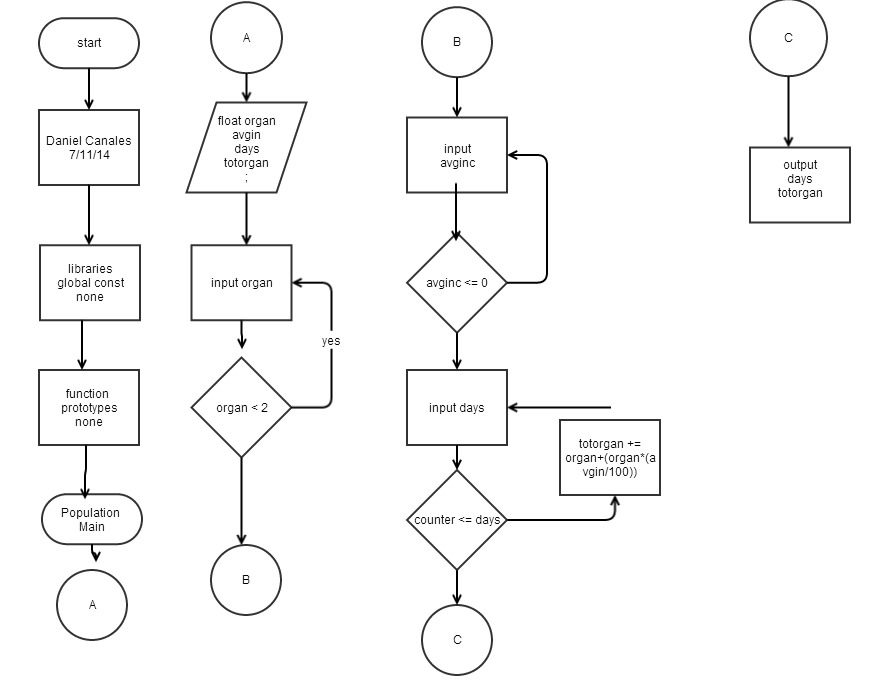 start
Daniel Canales
7/11/14
libraries
global const
none
function
prototypes
none
Population
Main
A
A
float organ
avgin
days
totorgan
;
input organ
yes
organ < 2
B
B
input
avginc
avginc <= 0
input days
totorgan +=
organ+(organ*(a
vgin/100))
counter <= days
C
C
output
days
totorgan